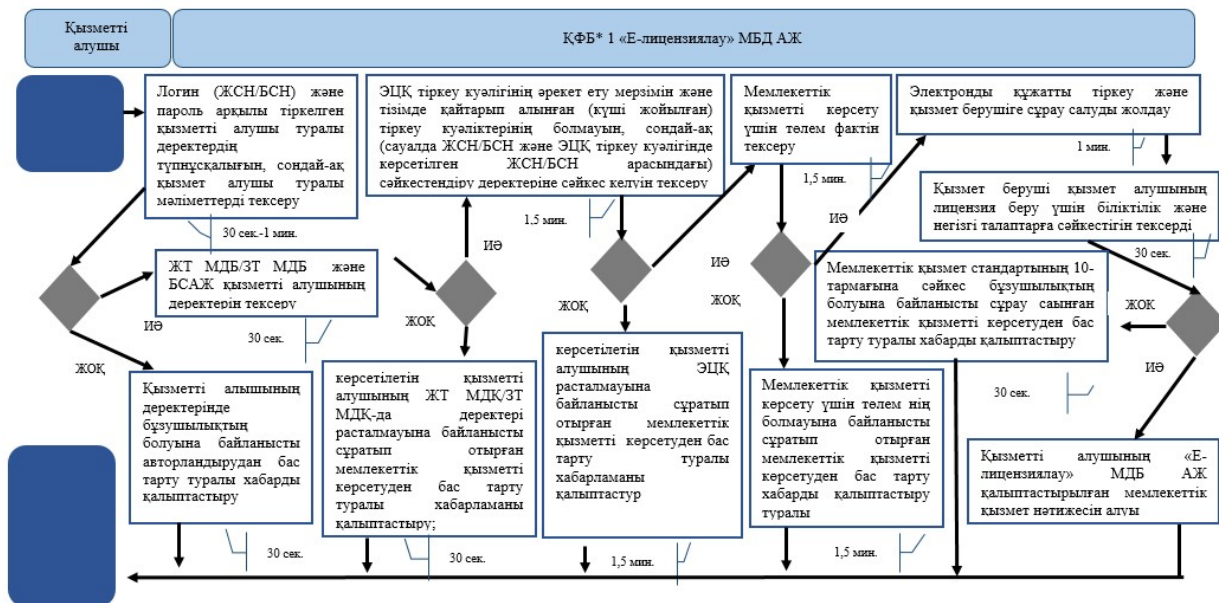 Қызметті
алушы
ҚФБ* 1 «Е-лицензиялау» МБД АЖ
Логин (ЖСН/БСН) және
пароль арқылы тіркелген
қызметті алушы туралы
деректердің
түпнұсқалығын, сондай-ақ
қызмет алушы туралы
мәліметтерді тексеру
30 сек.-1 мин.
ЭЦҚ тіркеу куәлігінің әрекет ету мерзімін және
тізімде қайтарып алынған (күші жойылған)
тіркеу куәліктерінің болмауын, сондай-ақ
(сауалда ЖСН/БСН және ЭЦҚ тіркеу куәлігінде
көрсетілген ЖСН/БСН арасындағы)
сәйкестендіру деректеріне сәйкес келуін тексеру
1,5 мин.
Мемлекеттік
қызметті көрсету
үшін төлем фактін
тексеру
1,5 мин.
Электронды құжатты тіркеу және
қызмет берушіге сұрау салуды жолдау
1 мин.
Қызмет беруші қызмет алушының
лицензия беру үшін біліктілік және
негізгі талаптарға сәйкестігін тексерді
30 сек.
ЖТ МДБ/ЗТ МДБ және
БСАЖ қызметті алушының
деректерін тексеру
30 сек.
ИӘ
ЖОҚ
ИӘ
ЖОҚ
ИӘ
ЖОҚ
ИӘ
ЖОҚ
Мемлекеттік қызмет стандартының 10-
тармағына сәйкес бұзушылықтың
болуына байланысты сұрау саынған
мемлекеттік қызметті көрсетуден бас
тарту туралы хабарды қалыптастыру
30 сек.
ЖОК
ИӘ
Қызметті алышының
деректерінде
бұзушылықтың
болуына байланысты
авторландырудан бас
тарту туралы хабарды
қалыптастыру
30 сек.
көрсетілетін қызметті
алушының ЖТ МДК/ЗТ
МДҚ-да деректері
расталмауына байланысты
сұратып отырған
мемлекеттік қызметті
көрсетуден бас тарту
туралы хабарламаны
қалыптастыру;
30 сек.
көрсетілетін қызметті
алушының ЭЦҚ
расталмауына
байланысты сұратып
отырған мемлекеттік
қызметті көрсетуден бас
тарту туралы
хабарламаны
қалыптастур
1,5 мин.
Мемлекеттік қызметті
көрсету үшін төлем нің
болмауына байланысты
сұратып отырған
мемлекеттік қызметті
көрсетуден бас тарту
хабарды қалыптастыру
туралы
1,5 мин.
Қызметті алушының «Е-
лицензиялау» МДБ АЖ
қалыптастырылған мемлекеттік
қызмет нәтижесін алуы